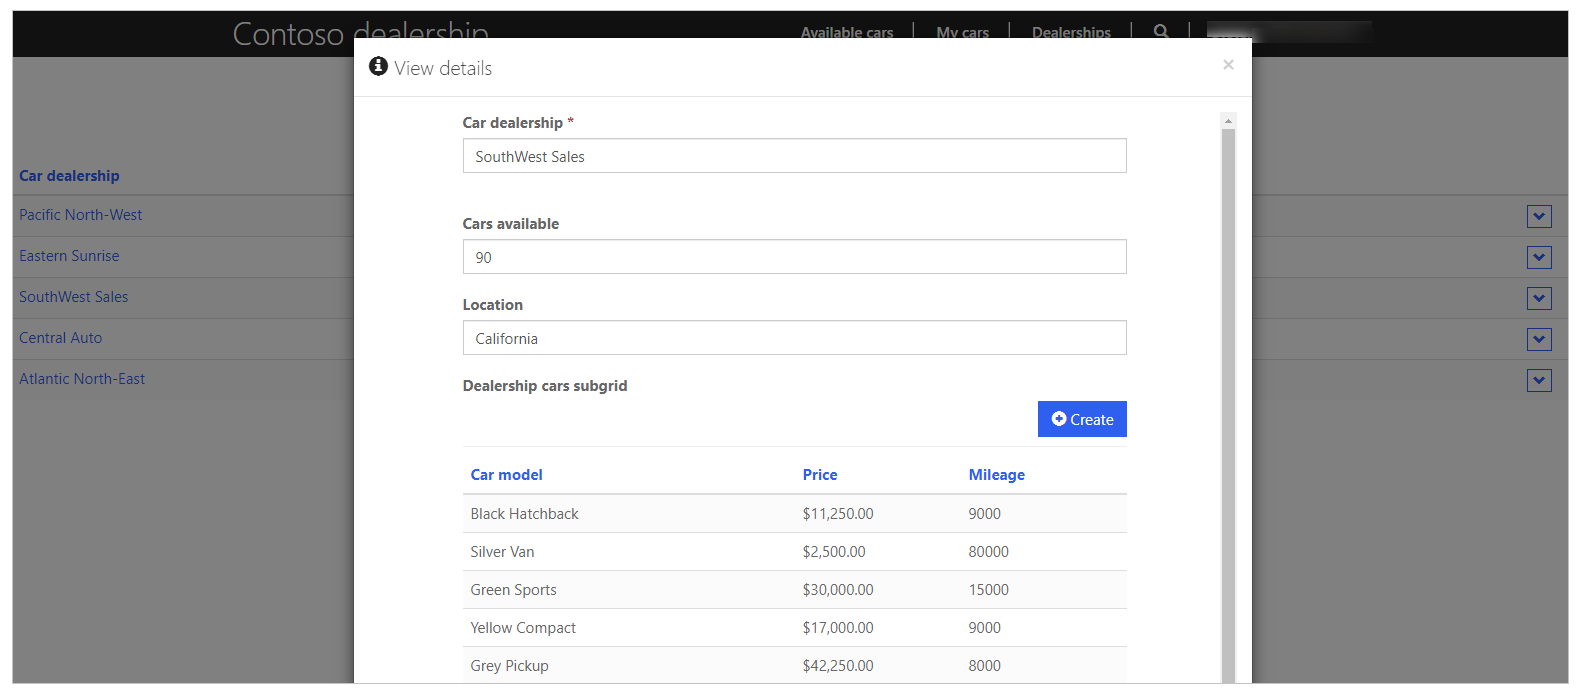 Contoso dealership
Available cars
My cars
Dealerships
View details
×
Car dealership
Pacific North-West
Eastern Sunrise
SouthWest Sales
Central Auto
Atlantic North-East
Car dealership *
SouthWest Sales
Cars available
90
Location
California
Dealership cars subgrid
Create
Car model Price Mileage
Black Hatchback $11,250.00 9000
Silver Van $2,500.00 80000
Green Sports $30,000.00 15000
Yellow Compact $17,000.00 9000
Grey Pickup $42,250.00 8000